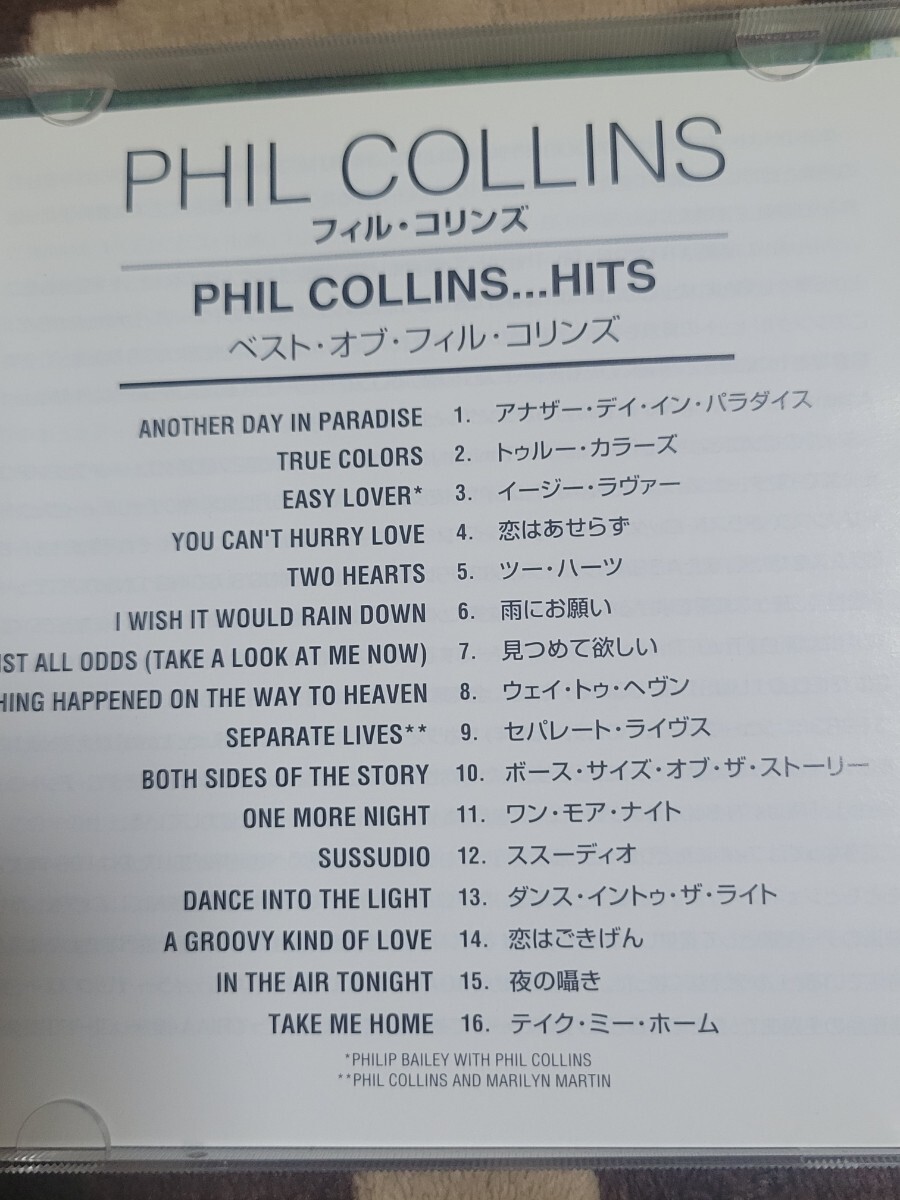 PHIL COLLINS
フィル・コリンズ
PHIL COLLINS...HITS
ベスト・オブ・フィル・コリンズ
ANOTHER DAY IN PARADISE 1. アナザー・デイ・イン・パラダイス
TRUE COLORS 2. トゥルー・カラーズ
EASY LOVER* 3. イージー・ラヴァー
YOU CAN'T HURRY LOVE 4. 恋はあせらず
TWO HEARTS 5. ツー・ハーツ
I WISH IT WOULD RAIN DOWN 6. 雨にお願い
ALL ODDS (TAKE A LOOK AT ME NOW) 7. 見つめて欲しい
HAPPENED ON THE WAY TO HEAVEN 8. ウェイ・トゥ・ヘヴン
SEPARATE LIVES** 9. セパレート・ライヴス
BOTH SIDES OF THE STORY 10. ボース・サイズ・オブ・ザ・ストーリー
ONE MORE NIGHT 11. ワン・モア・ナイト
SUSSUDIO 12. ススーディオ
DANCE INTO THE LIGHT 13. ダンス・イントゥ・ザ・ライト
A GROOVY KIND OF LOVE 14. 恋はごきげん
IN THE AIR TONIGHT 15. 夜の囁き
TAKE ME HOME 16. テイク・ミー・ホーム
*PHILIP BAILEY WITH PHIL COLLINS
**PHIL COLLINS AND MARILYN MARTIN